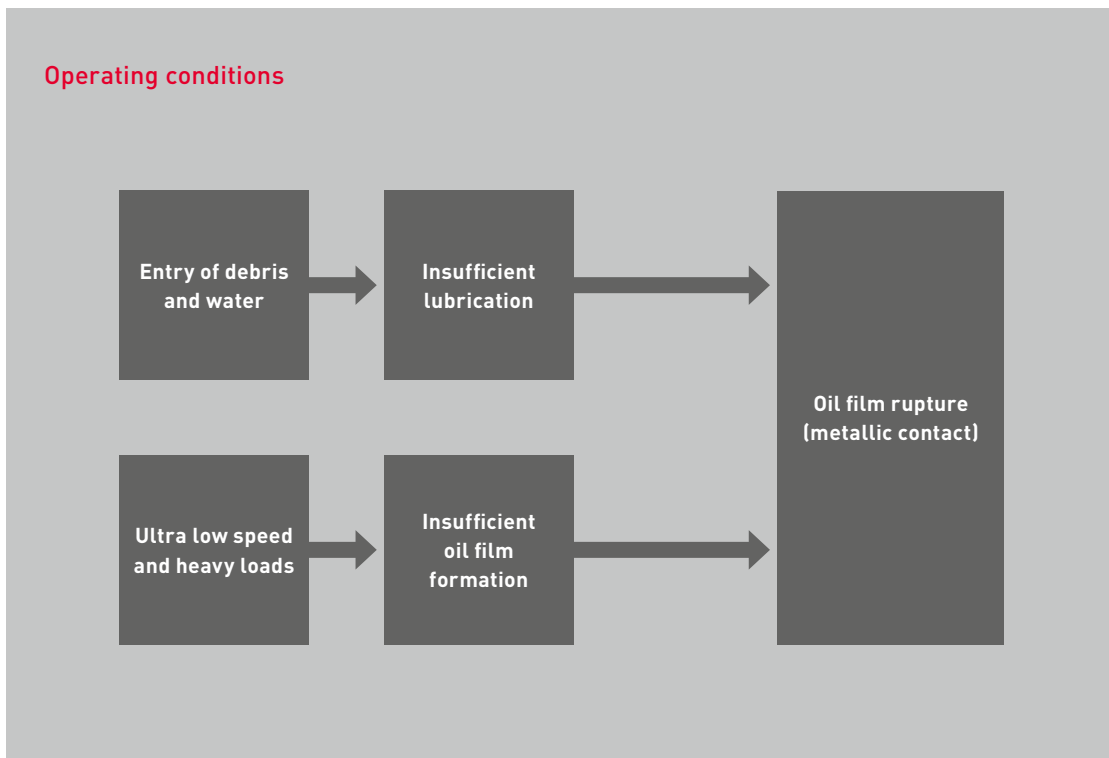 Operating conditions
Entry of debris
and water
Insufficient
lubrication
Oil film rupture
(metallic contact)
Ultra low speed
and heavy loads
Insufficient
oil film
formation